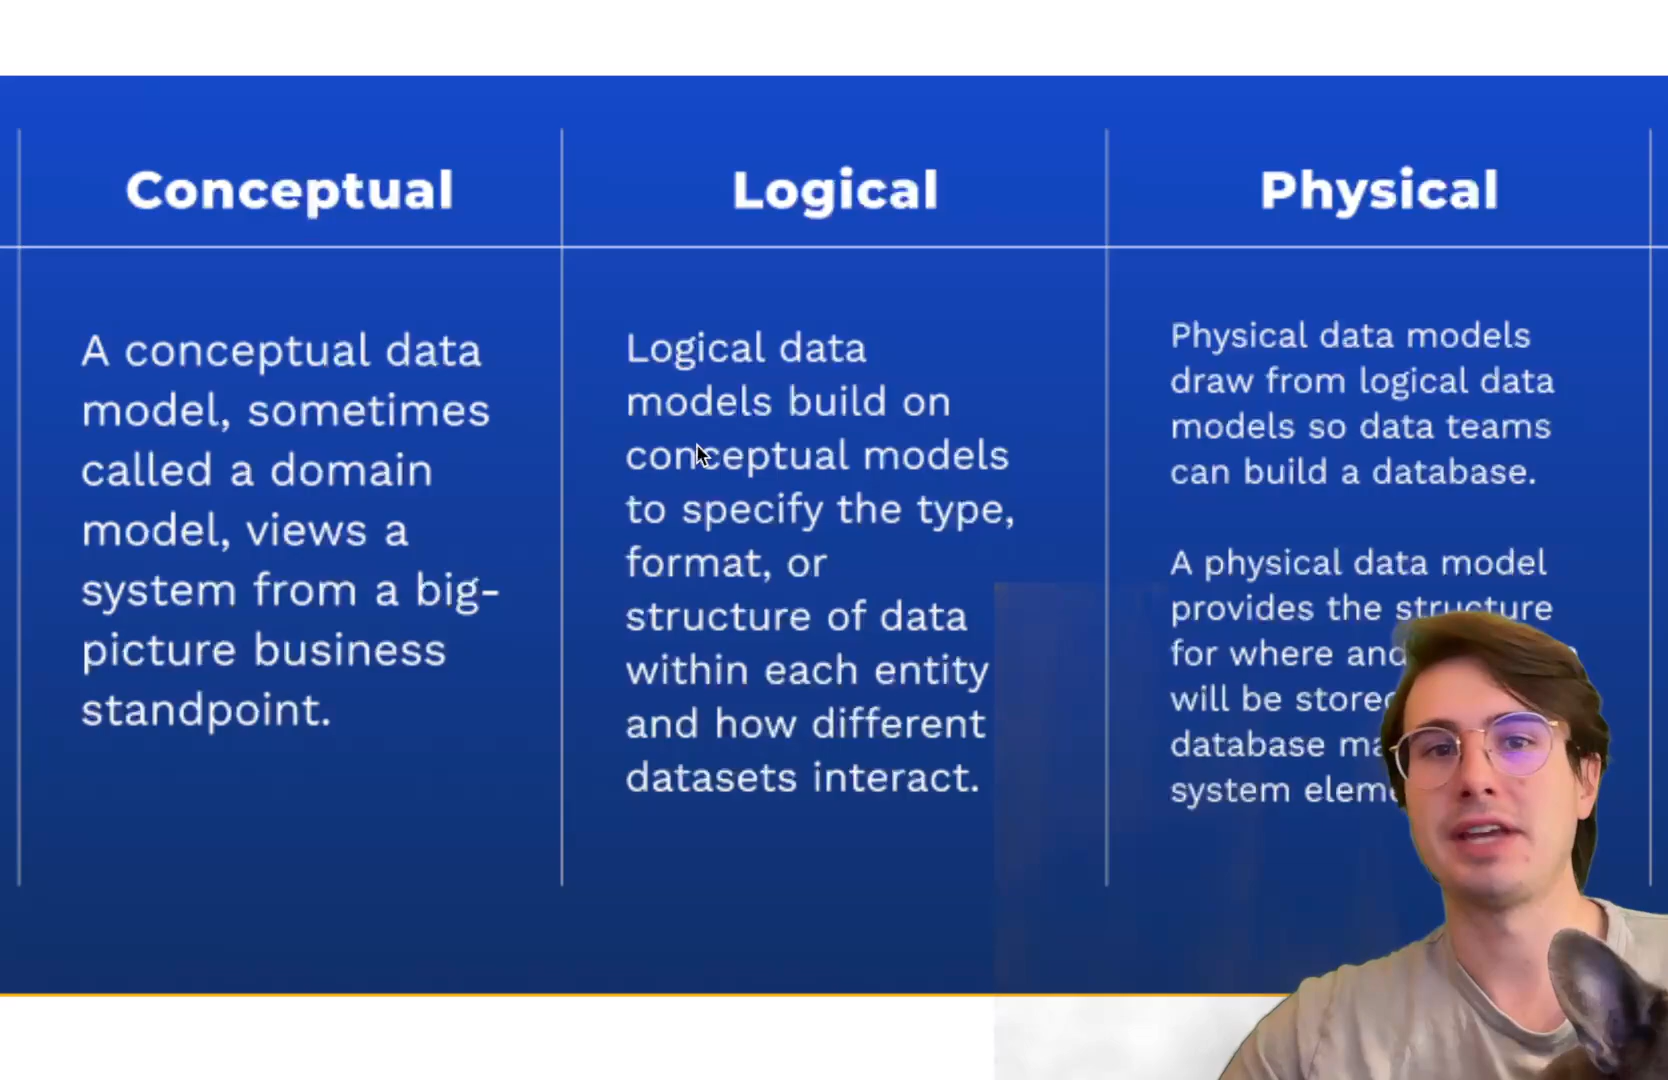 Conceptual
A conceptual data
model, sometimes
called a domain
model, views a
system from a big-
picture business
standpoint.
Logical
Logical data
models build on
conceptual models
to specify the type,
format, or
structure of data
within each entity
and how different
datasets interact.
Physical
Physical data models
draw from logical data
models so data teams
can build a database.
A physical data model
provides the structure
for where and
will be stored
database
system